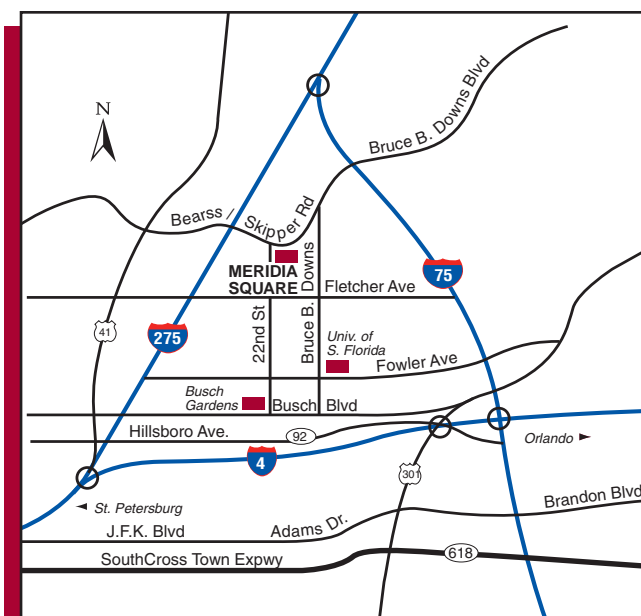 N
Bruce B. Downs Blvd
Bearss / Skipper Rd
MERIDIA
SQUARE
Bruce B. Downs
Fletcher Ave
75
41
275
22nd St
Univ. of
S. Florida
Fowler Ave
Busch
Gardens
Busch Blvd
Hillsboro Ave.
92
Orlando
4
301
St. Petersburg
J.F.K. Blvd
Adams Dr.
Brandon Blvd
SouthCross Town Expwy
618